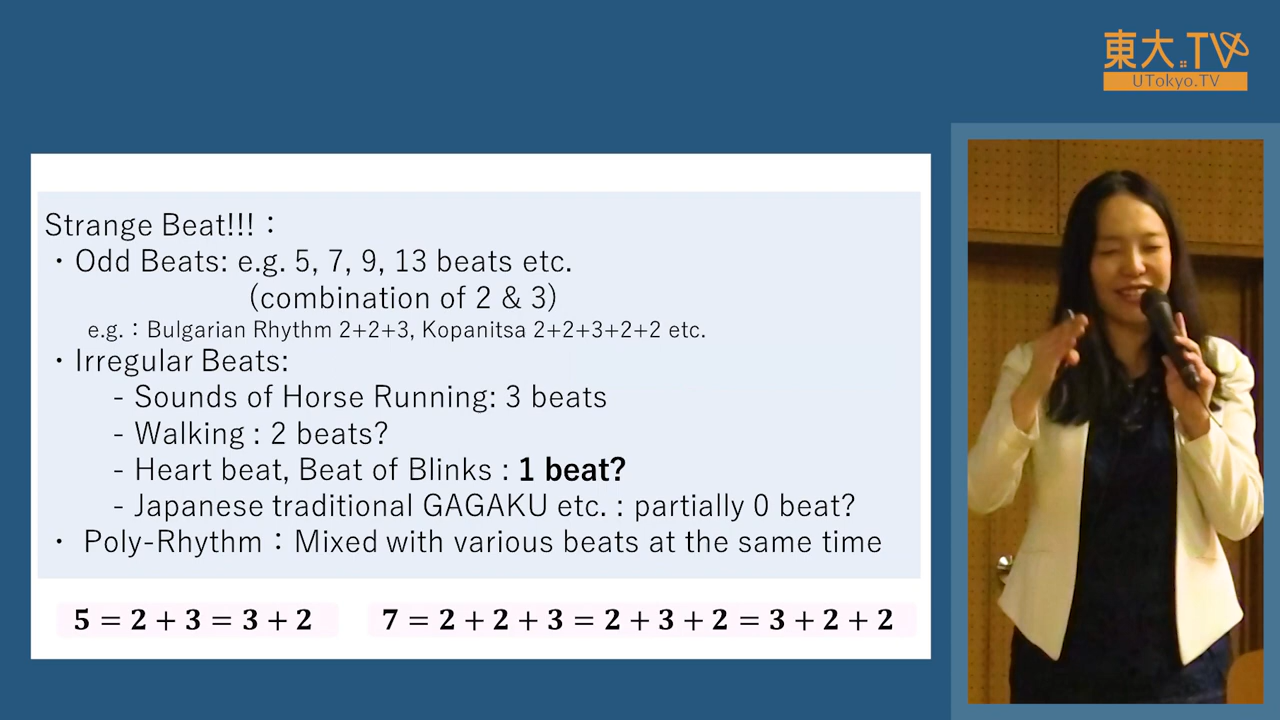 東大.TV
UTokyo.TV
Strange Beat!!!：
・Odd Beats: e.g. 5, 7, 9, 13 beats etc.
(combination of 2 & 3)
e.g.：Bulgarian Rhythm 2+2+3, Kopanitsa 2+2+3+2+2 etc.
・Irregular Beats:
- Sounds of Horse Running: 3 beats
- Walking : 2 beats?
- Heart beat, Beat of Blinks : 1 beat?
- Japanese traditional GAGAKU etc. : partially 0 beat?
・ Poly-Rhythm：Mixed with various beats at the same time
5 = 2 + 3 = 3 + 2
7 = 2 + 2 + 3 = 2 + 3 + 2 = 3 + 2 + 2